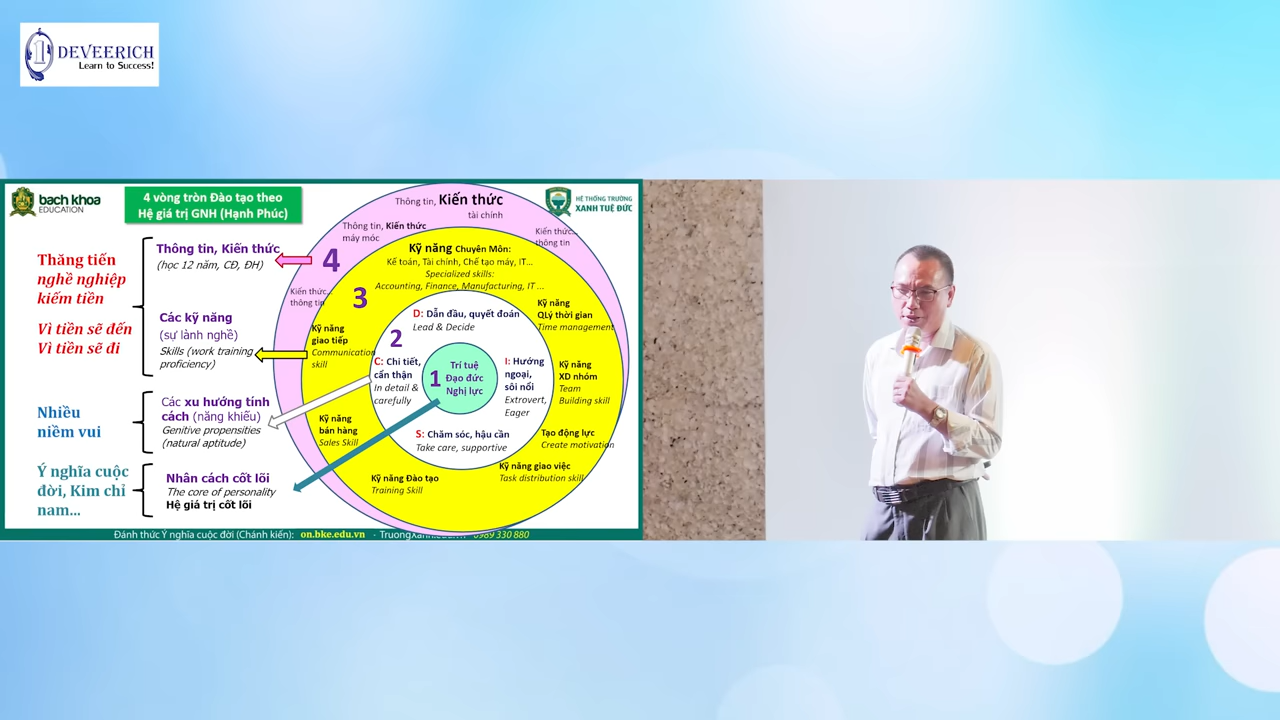 DEVEERICH
Learn to Success!
bach khoa
EDUCATION
4 vòng tròn Đào tạo theo
Hệ giá trị GNH (Hạnh Phúc)
HỆ THỐNG TRƯỜNG
XANH TUỆ ĐỨC
Thăng tiến
nghề nghiệp
kiếm tiền
Vì tiền sẽ đến
Vì tiền sẽ đi
Thông tin, Kiến thức
(học 12 năm, CĐ, ĐH)
Các kỹ năng
(sự lành nghề)
Skills (work training
proficiency)
Nhiều
niềm vui
Các xu hướng tính
cách (năng khiếu)
Genitive propensities
(natural aptitude)
Ý nghĩa cuộc
đời, Kim chỉ
nam...
Nhân cách cốt lõi
The core of personality
Hệ giá trị cốt lõi
Thông tin, Kiến thức
tài chính
Thông tin, Kiến thức
máy móc
Kiến thức...
thông tin
4
Kiến thức..
thông tin
Kỹ năng Chuyên Môn:
Kế toán, Tài chính, Chế tạo máy, IT...
Specialized skills:
Accounting, Finance, Manufacturing, IT ...
3
Kỹ năng
QLý thời gian
Time management
Kỹ năng
giao tiếp
Communication
skill
Kỹ năng
XD nhóm
Team
Building skill
Kỹ năng
bán hàng
Sales Skill
Tạo động lực
Create motivation
Kỹ năng giao việc
Task distribution skill
Kỹ năng Đào tạo
Training Skill
2
D: Dẫn đầu, quyết đoán
Lead & Decide
C: Chi tiết,
cẩn thận
In detail &
carefully
I: Hướng
ngoại,
sôi nổi
Extrovert,
Eager
S: Chăm sóc, hậu cần
Take care, supportive
1
Trí tuệ
Đạo đức
Nghị lực
Đánh thức Ý nghĩa cuộc đời (Chánh kiến): on.bke.edu.vn - TruongXanh.edu.vn 0989 330 880